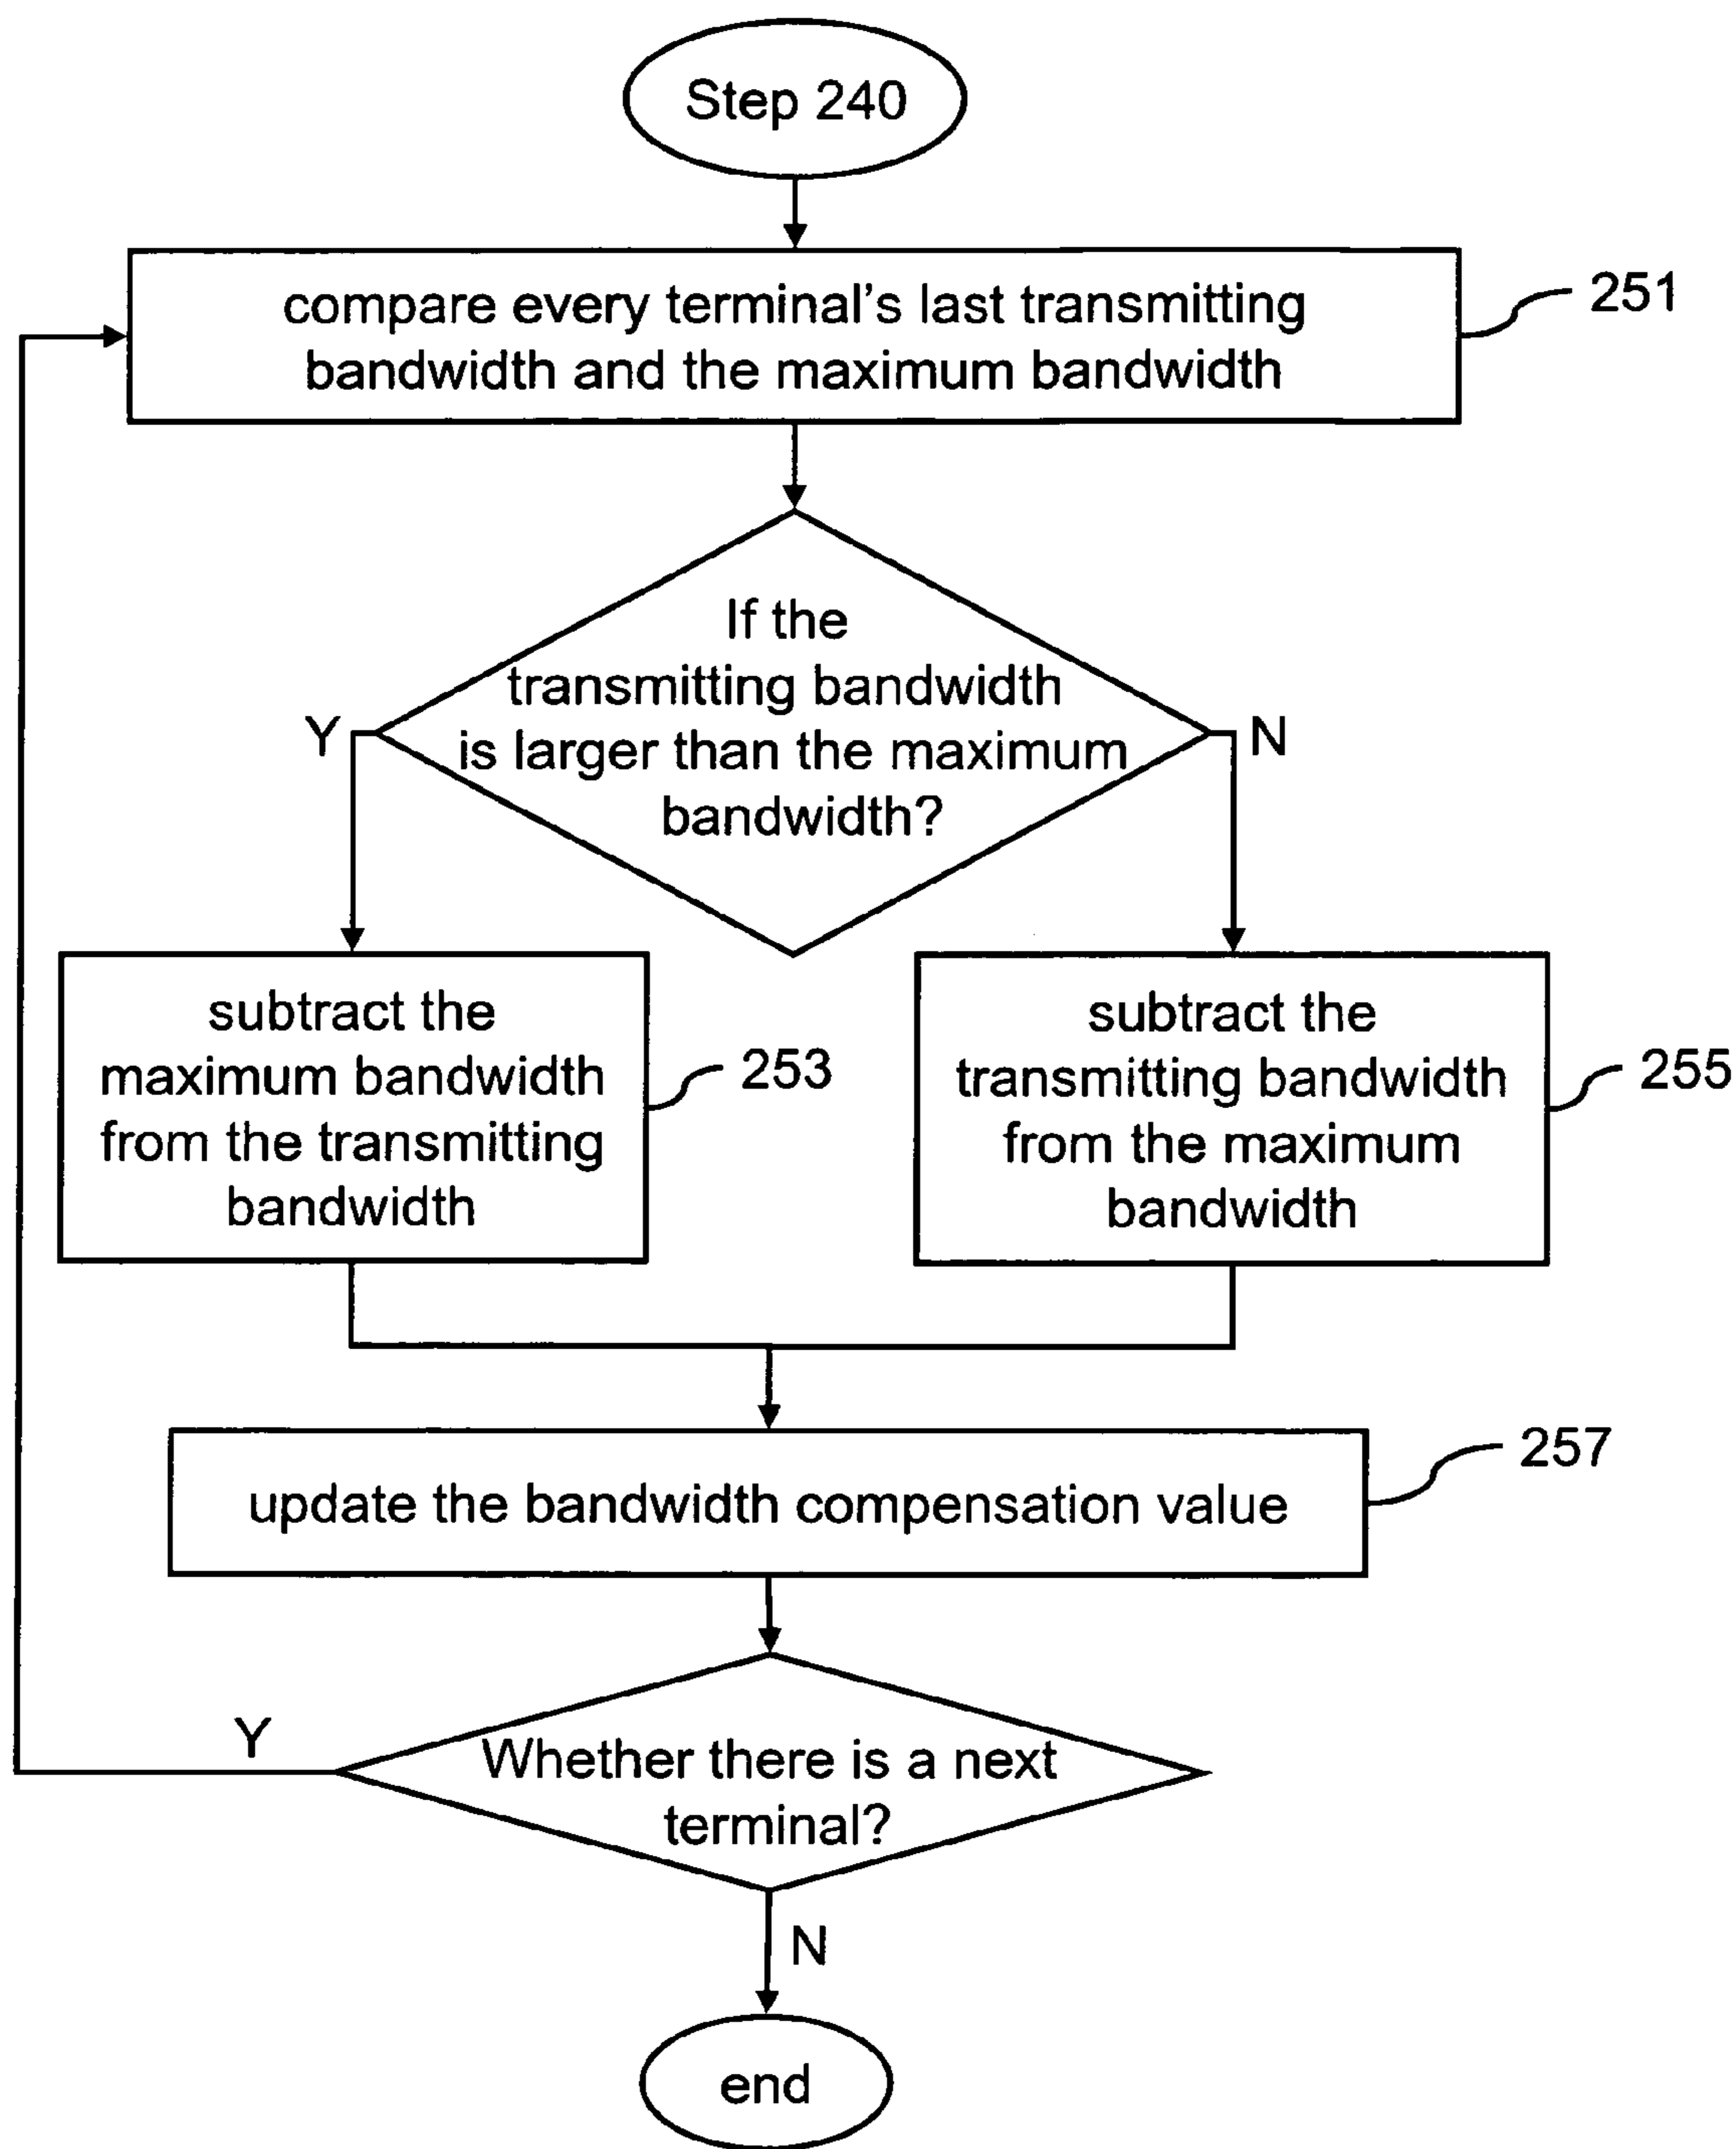 Step 240
compare every terminal's last transmitting
bandwidth and the maximum bandwidth
251
If the
transmitting bandwidth
is larger than the maximum
bandwidth?
Y
N
subtract the
maximum bandwidth
from the transmitting
bandwidth
253
subtract the
transmitting bandwidth
from the maximum
bandwidth
255
update the bandwidth compensation value
257
Whether there is a next
terminal?
Y
N
end